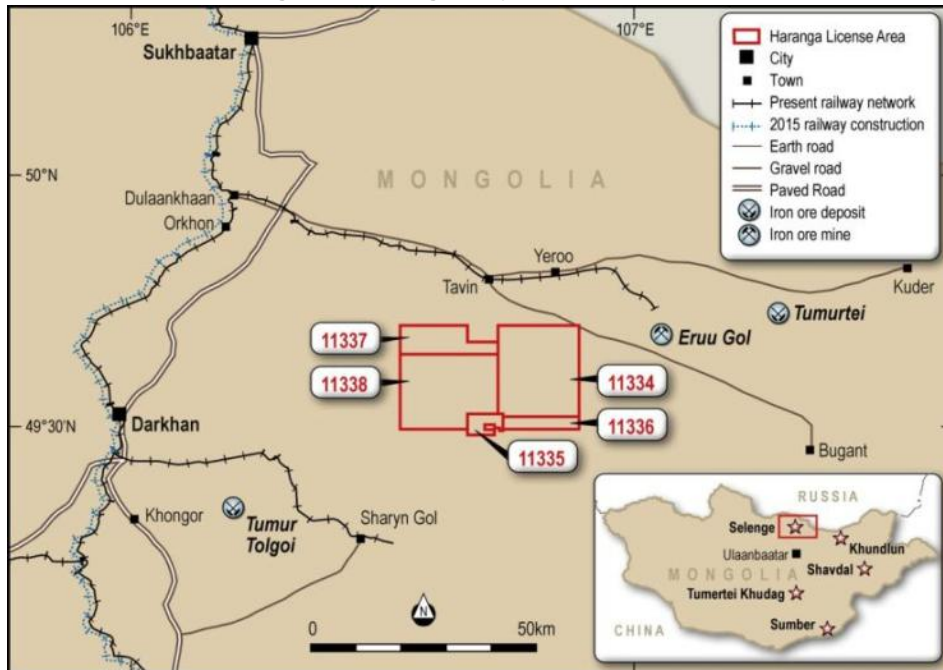 106°E
107°E
Sukhbaatar
Haranga License Area
City
Town
Present railway network
2015 railway construction
Earth road
Gravel road
Paved Road
Iron ore deposit
Iron ore mine
50°N
MONGOLIA
Dulaankhaan
Orkhon
Yeroo
Tavin
Kuder
Tumurtei
Eruu Gol
11337
11338
11334
11336
11335
49°30'N
Darkhan
Bugant
Khongor
Tumur
Tolgoi
Sharyn Gol
N
0
50km
RUSSIA
Selenge
Khundlun
Ulaanbaatar
Shavdal
MONGOLIA
Tumertei Khudag
CHINA
Sumber